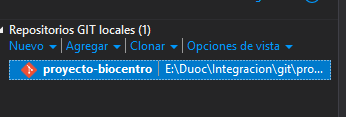 Repositorios GIT locales (1)
Nuevo | Agregar | Clonar | Opciones de vista
proyecto-biocentro | E:\Duoc\Integracion\git\pro...